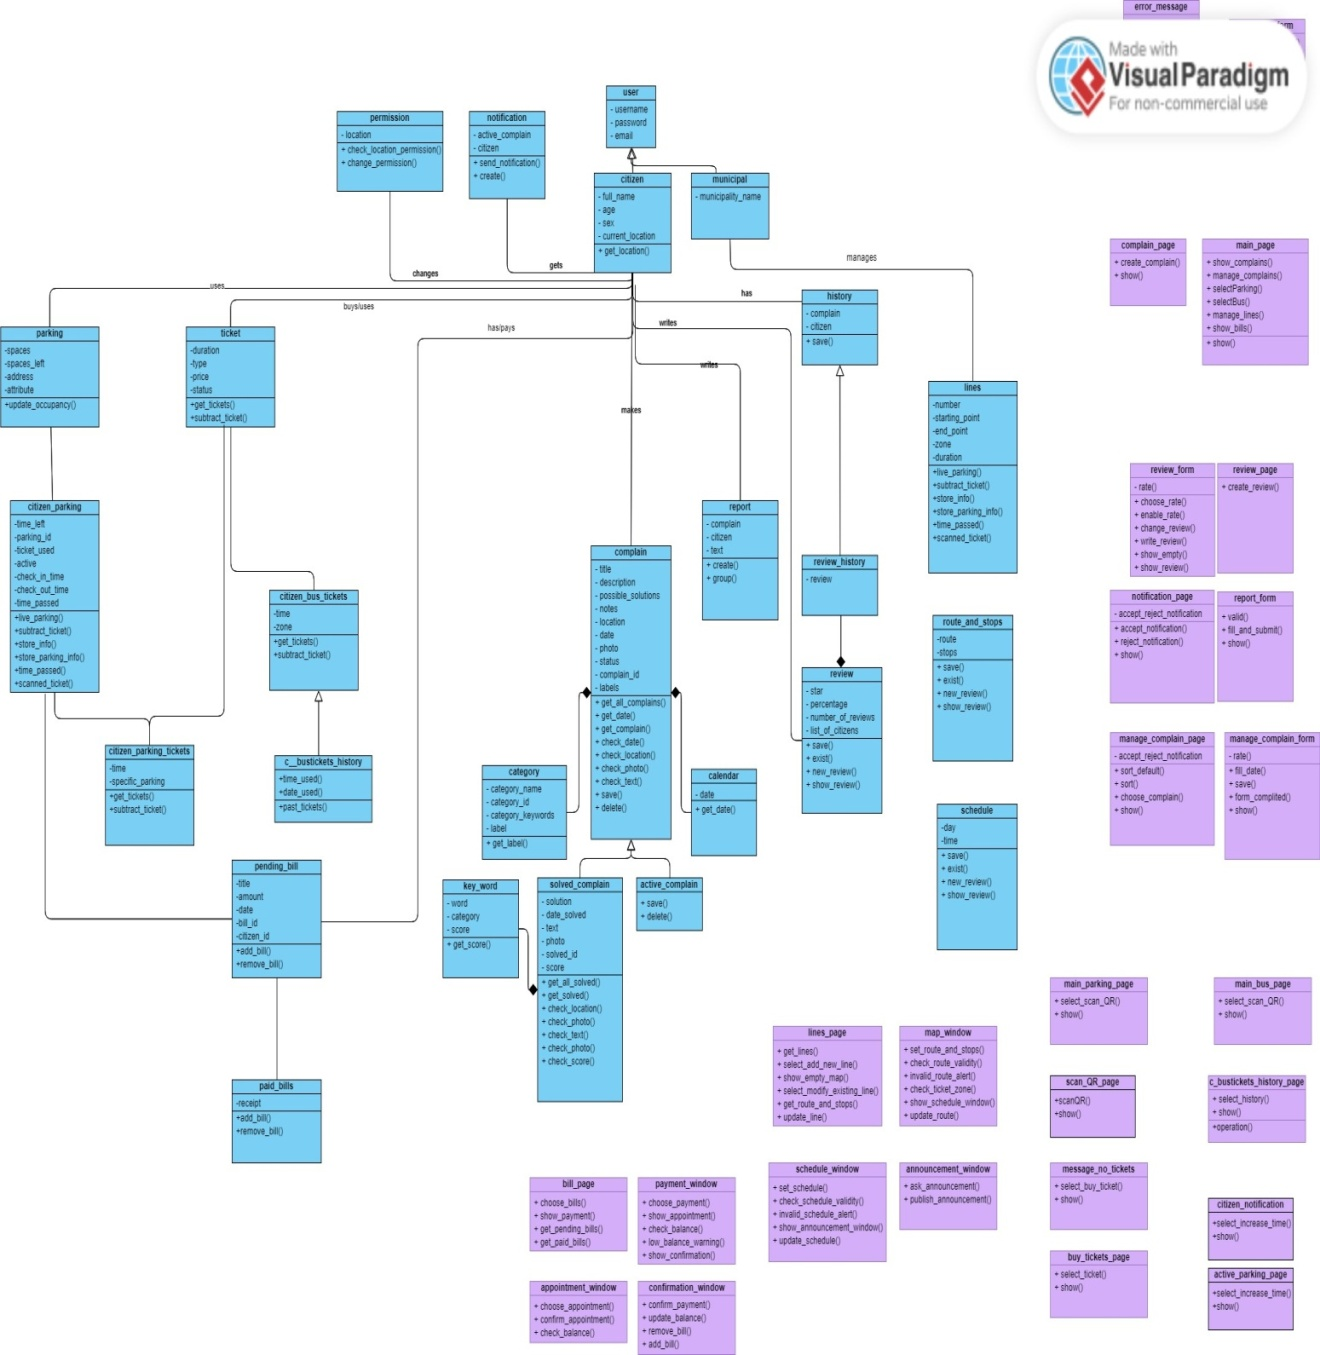 error_message
orm
Made with
Visual Paradigm
For non-commercial use
user
- username
- password
- email
permission
- location
+ check_location_permission()
+ change_permission()
notification
- active_complain
- citizen
+ send_notification()
+ create()
citizen
- full_name
- age
- sex
- current_location
+ get_location()
municipal
- municipality_name
changes
gets
manages
uses
buys/uses
has/pays
has
writes
writes
makes
complain_page
+ create_complain()
+ show()
main_page
+ show_complains()
+ manage_complains()
+ selectParking()
+ selectBus()
+ manage_lines()
+ show_bills()
+ show()
history
- complain
- citizen
+ save()
parking
-spaces
-spaces_left
-address
-attribute
+update_occupancy()
ticket
-duration
-type
-price
-status
+get_tickets()
+subtract_ticket()
lines
-number
-starting_point
-end_point
-zone
-duration
+live_parking()
+subtract_ticket()
+store_info()
+store_parking_info()
+time_passed()
+scanned_ticket()
review_form
- rate()
+ choose_rate()
+ enable_rate()
+ change_review()
+ write_review()
+ show_empty()
+ show_review()
review_page
+ create_review()
citizen_parking
-time_left
-parking_id
-ticket_used
-active
-check_in_time
-check_out_time
-time_passed
+live_parking()
+subtract_ticket()
+store_info()
+store_parking_info()
+time_passed()
+scanned_ticket()
report
- complain
- citizen
- text
+ create()
+ group()
complain
- title
- description
- possible_solutions
- notes
- location
- date
- photo
- status
- complain_id
- labels
+ get_all_complains()
+ get_date()
+ get_complain()
+ check_date()
+ check_location()
+ check_photo()
+ check_text()
+ save()
+ delete()
review_history
- review
citizen_bus_tickets
-time
-zone
+get_tickets()
+subtract_ticket()
notification_page
- accept_reject_notification
+ accept_notification()
+ reject_notification()
+ show()
report_form
+ valid()
+ fill_and_submit()
+ show()
route_and_stops
-route
-stops
+ save()
+ exist()
+ new_review()
+ show_review()
review
- star
- percentage
- number_of_reviews
- list_of_citizens
+ save()
+ exist()
+ new_review()
+ show_review()
manage_complain_page
- accept_reject_notification
+ sort_default()
+ sort()
+ choose_complain()
+ show()
manage_complain_form
- rate()
+ fill_date()
+ save()
+ form_complited()
+ show()
citizen_parking_tickets
-time
-specific_parking
+get_tickets()
+subtract_ticket()
c__bustickets_history
+time_used()
+date_used()
+past_tickets()
category
- category_name
- category_id
- category_keywords
- label
+ get_label()
calendar
- date
+ get_date()
schedule
-day
-time
+ save()
+ exist()
+ new_review()
+ show_review()
pending_bill
-title
-amount
-date
-bill_id
-citizen_id
+add_bill()
+remove_bill()
key_word
- word
- category
- score
+ get_score()
solved_complain
- solution
- date_solved
- text
- photo
- solved_id
- score
+ get_all_solved()
+ get_solved()
+ check_location()
+ check_photo()
+ check_text()
+ check_photo()
+ check_score()
active_complain
+ save()
+ delete()
main_parking_page
+ select_scan_QR()
+ show()
main_bus_page
+ select_scan_QR()
+ show()
lines_page
+ get_lines()
+ select_add_new_line()
+ show_empty_map()
+ select_modify_existing_line()
+ get_route_and_stops()
+ update_line()
map_window
+ set_route_and_stops()
+ check_route_validity()
+ invalid_route_alert()
+ check_ticket_zone()
+ show_schedule_window()
+ update_route()
scan_QR_page
+scanQR()
+show()
c_bustickets_history_page
+ select_history()
+ show()
+operation()
paid_bills
-receipt
+add_bill()
+remove_bill()
bill_page
+ choose_bills()
+ show_payment()
+ get_pending_bills()
+ get_paid_bills()
payment_window
+ choose_payment()
+ show_appointment()
+ check_balance()
+ low_balance_warning()
+ show_confirmation()
schedule_window
+ set_schedule()
+ check_schedule_validity()
+ invalid_schedule_alert()
+ show_announcement_window()
+ update_schedule()
announcement_window
+ ask_announcement()
+ publish_announcement()
message_no_tickets
+ select_buy_ticket()
+ show()
citizen_notification
+select_increase_time()
+show()
buy_tickets_page
+ select_ticket()
+ show()
active_parking_page
+select_increase_time()
+show()
appointment_window
+ choose_appointment()
+ confirm_appointment()
+ check_balance()
confirmation_window
+ confirm_payment()
+ update_balance()
+ remove_bill()
+ add_bill()